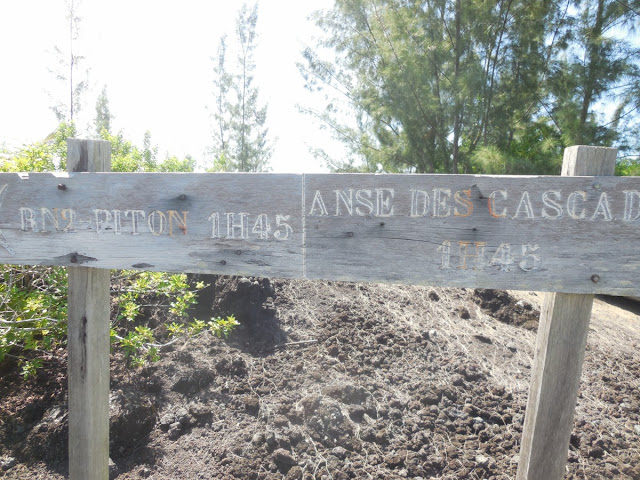 RN2-PITON 1H45
ANSE DES CASCAD
1H45